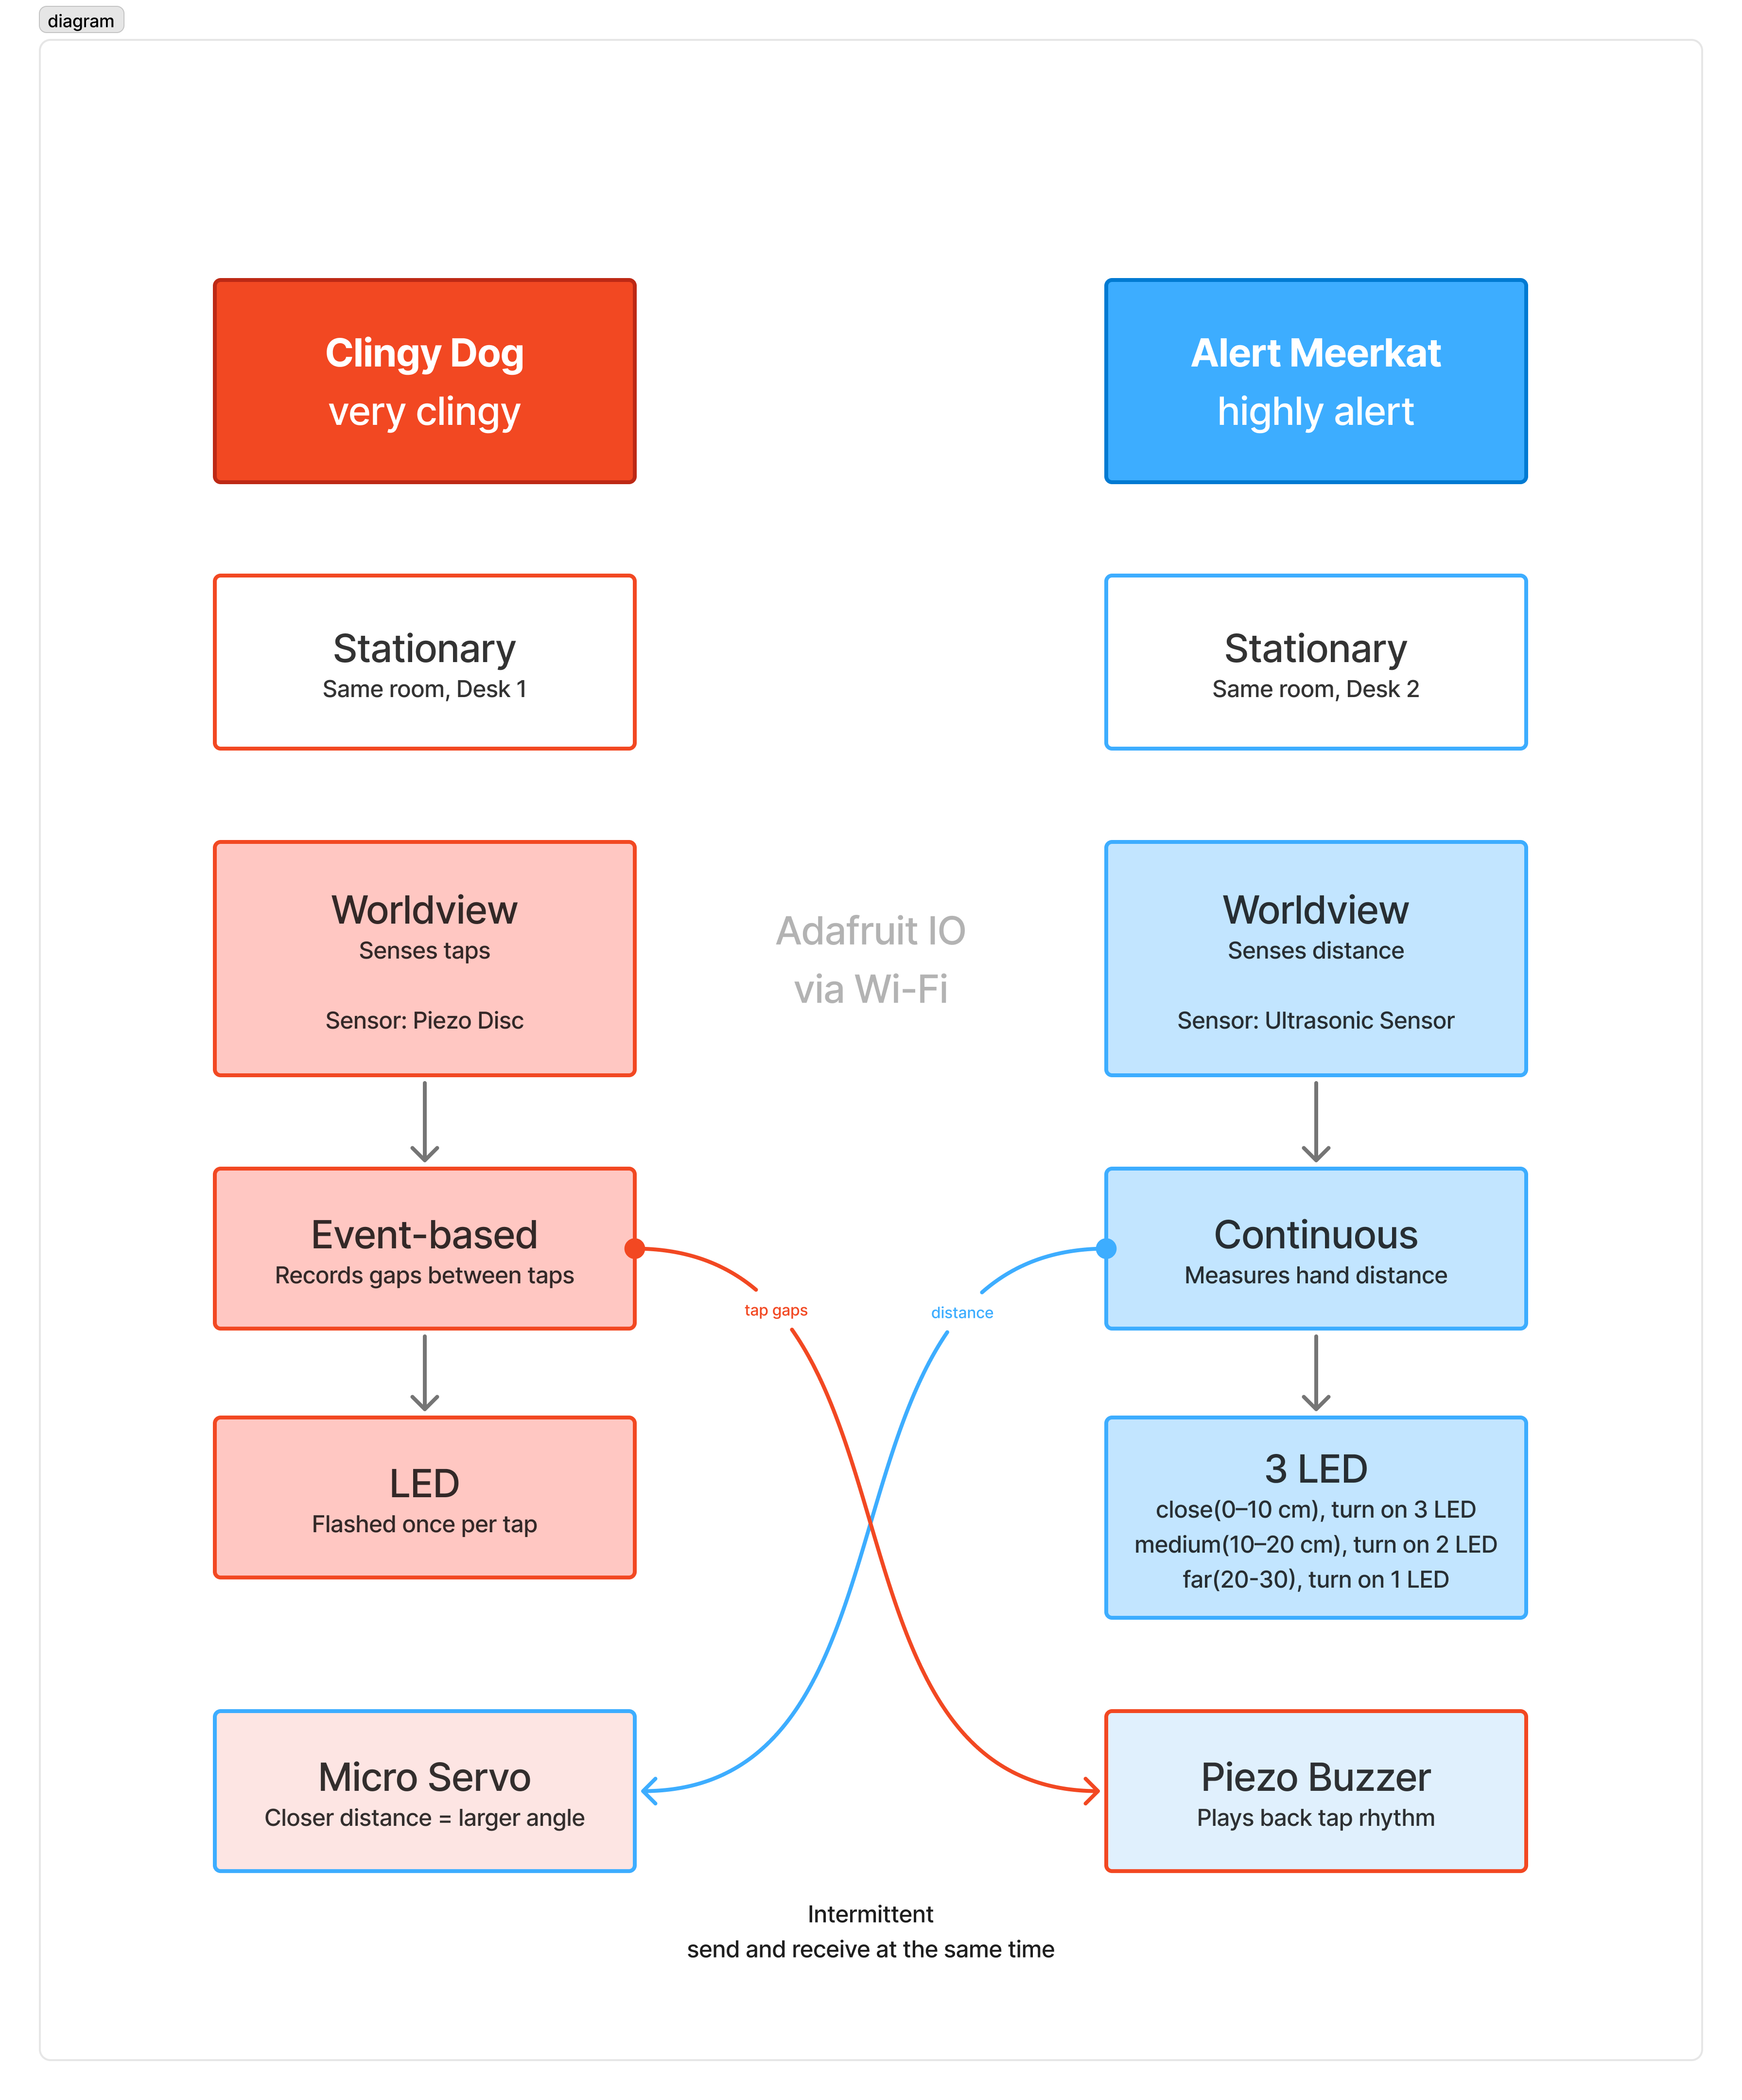 diagram
Clingy Dog
very clingy
Alert Meerkat
highly alert
Stationary
Same room, Desk 1
Stationary
Same room, Desk 2
Worldview
Senses taps
Sensor: Piezo Disc
Adafruit IO
via Wi-Fi
Worldview
Senses distance
Sensor: Ultrasonic Sensor
Event-based
Records gaps between taps
Continuous
Measures hand distance
tap gaps
distance
LED
Flashed once per tap
3 LED
close(0–10 cm), turn on 3 LED
medium(10–20 cm), turn on 2 LED
far(20-30), turn on 1 LED
Micro Servo
Closer distance = larger angle
Piezo Buzzer
Plays back tap rhythm
Intermittent
send and receive at the same time